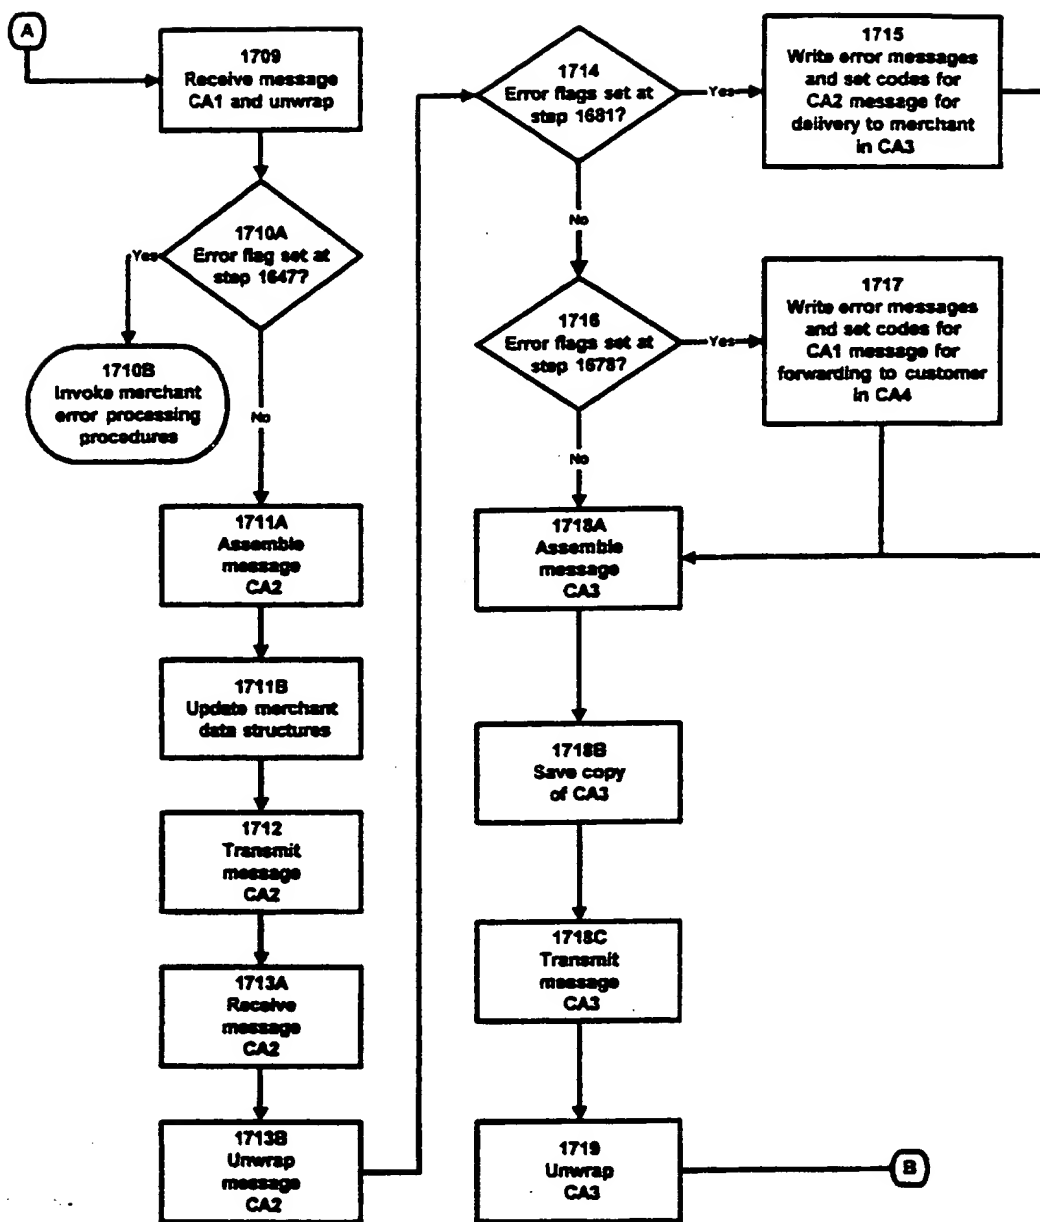 A
1709
Receive message
CA1 and unwrap
1710A
Error flag set at
step 1647?
Yes
1710B
Invoke merchant
error processing
procedures
No
1711A
Assemble
message
CA2
1711B
Update merchant
data structures
1712
Transmit
message
CA2
1713A
Receive
message
CA2
1713B
Unwrap
message
CA2
1714
Error flags set at
step 1681?
Yes
1715
Write error messages
and set codes for
CA2 message for
delivery to merchant
in CA3
No
1716
Error flags set at
step 1678?
Yes
1717
Write error messages
and set codes for
CA1 message for
forwarding to customer
in CA4
No
1718A
Assemble
message
CA3
1718B
Save copy
of CA3
1718C
Transmit
message
CA3
1719
Unwrap
CA3
B